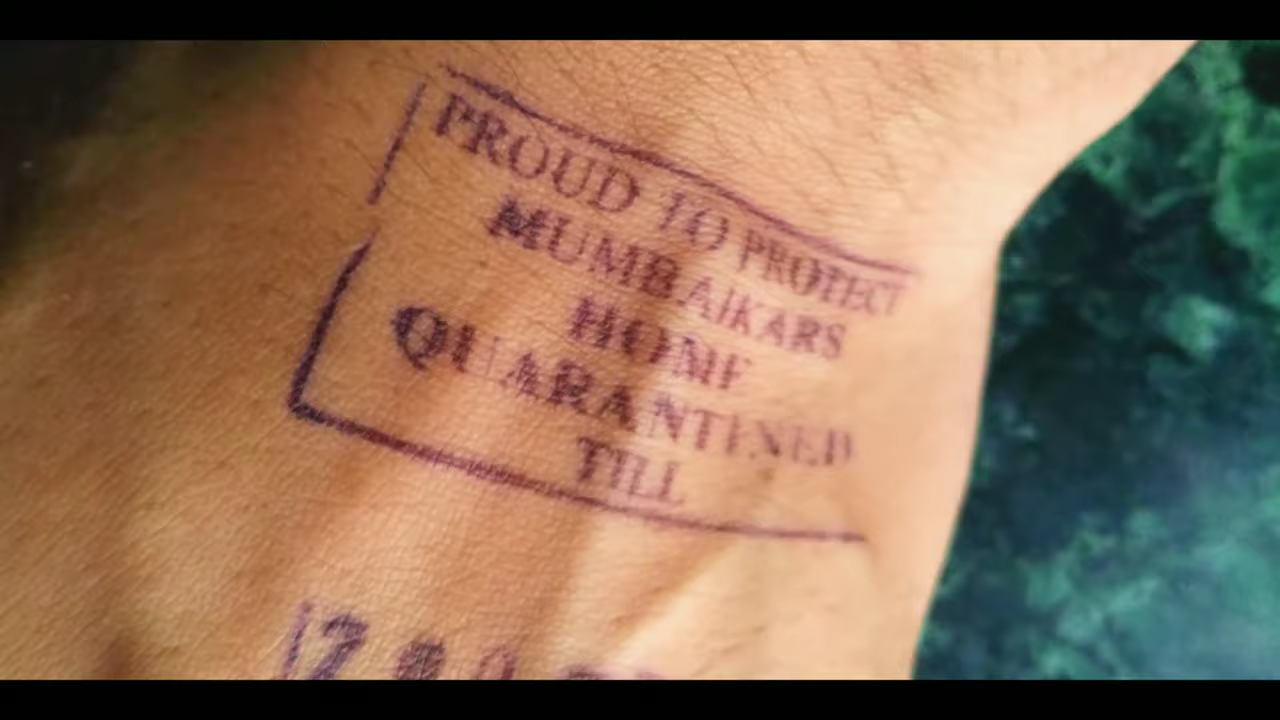 PROUD TO PROTECT
MUMBAIKARS
HOME
QUARANTINED
TILL